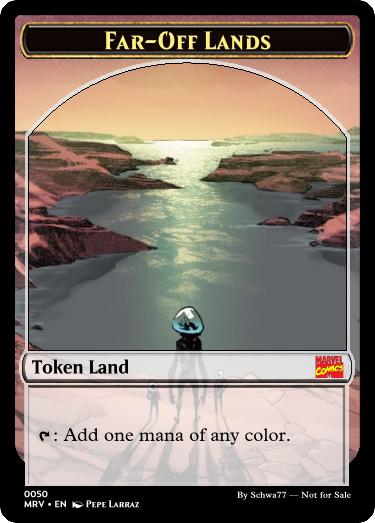 Far-Off Lands
Token Land
MARVEL
COMICS
: Add one mana of any color.
0050
MRV • EN Pepe Larraz
By Schwa77 — Not for Sale